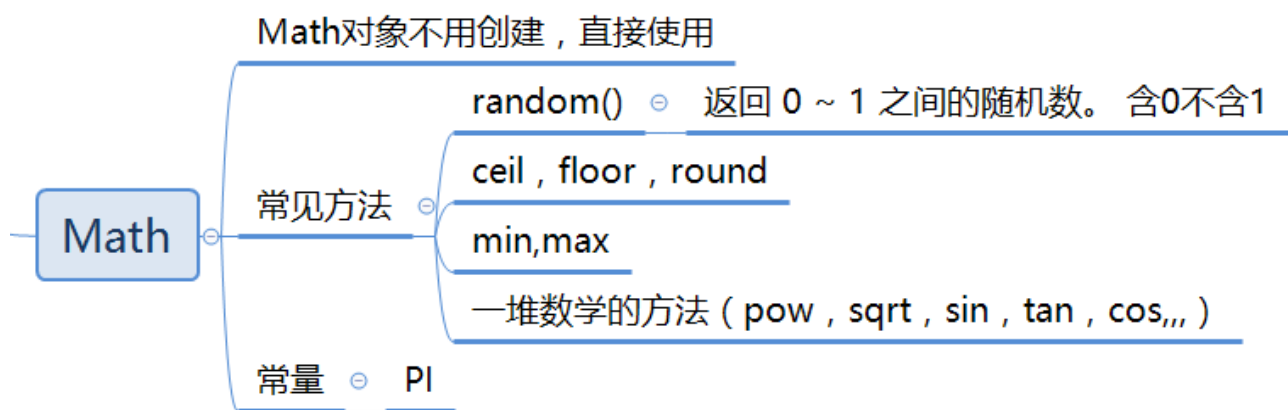 Math对象不用创建，直接使用
random()
返回 0 ~ 1 之间的随机数。 含0不含1
ceil，floor，round
常见方法
Math
min,max
一堆数学的方法（pow，sqrt，sin，tan，cos,,,）
常量
PI